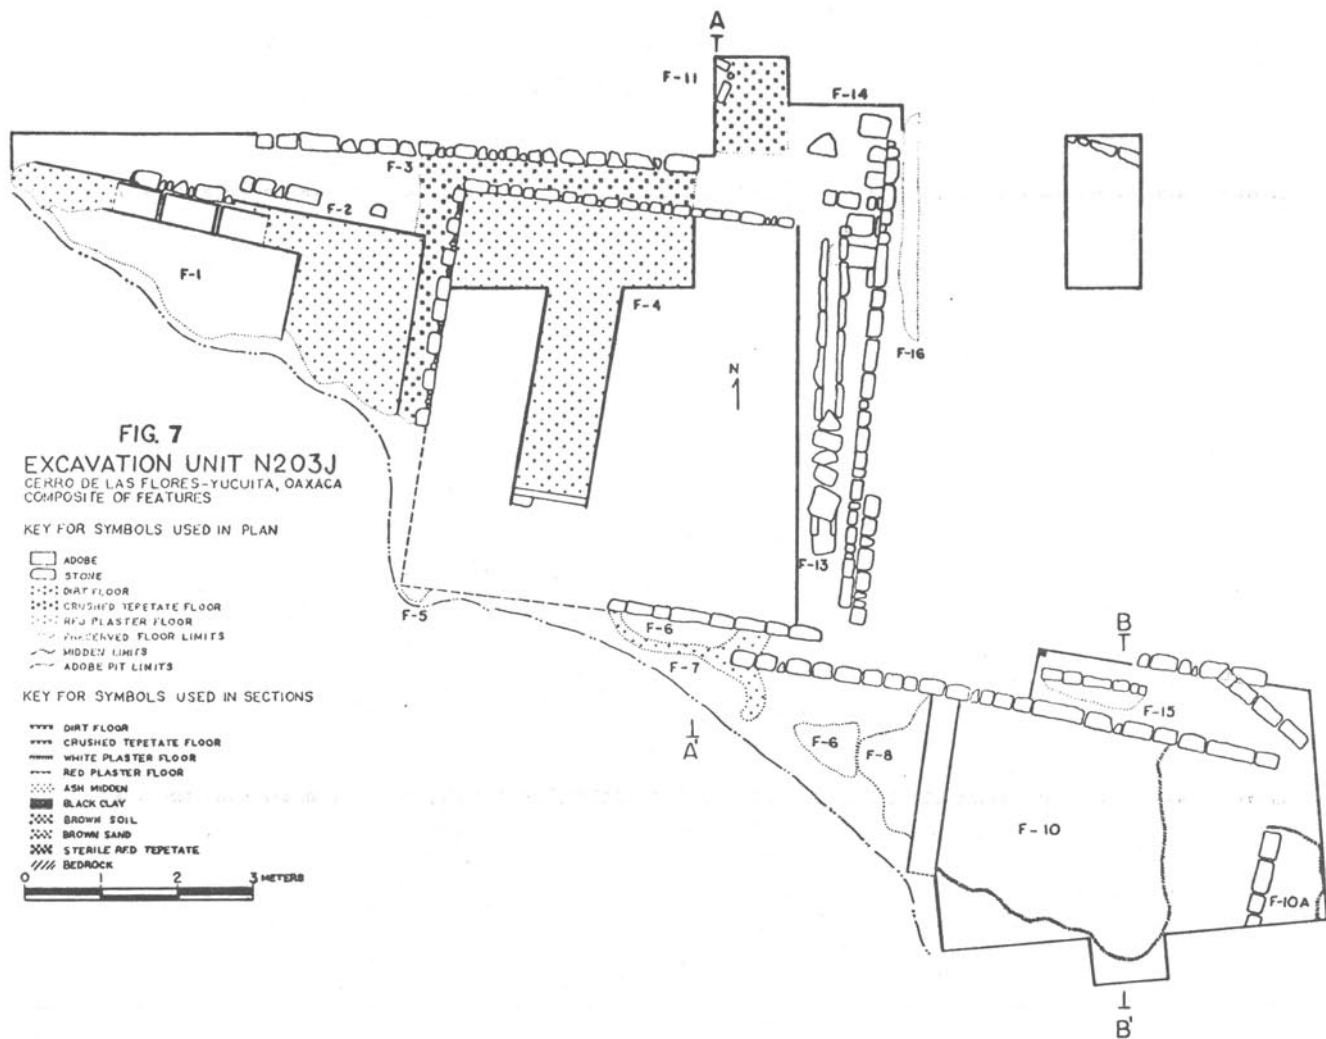 A
F-11
F-14
F-3
F-2
F-1
F-4
F-16
N
FIG. 7
EXCAVATION UNIT N203J
CERRO DE LAS FLORES-YUCUITA, OAXACA
COMPOSITE OF FEATURES
KEY FOR SYMBOLS USED IN PLAN
ADOBE
STONE
DIRT FLOOR
CRUSHED TEPETATE FLOOR
RED PLASTER FLOOR
PRESERVED FLOOR LIMITS
MIDDEN LIMITS
ADOBE PIT LIMITS
F-13
F-5
F-6
F-7
B
KEY FOR SYMBOLS USED IN SECTIONS
DIRT FLOOR
CRUSHED TEPETATE FLOOR
WHITE PLASTER FLOOR
RED PLASTER FLOOR
ASH MIDDEN
BLACK CLAY
BROWN SOIL
BROWN SAND
STERILE RED TEPETATE
BEDROCK
0 1 2 3 METERS
F-15
A'
F-6
F-8
F-10
F-10A
B'